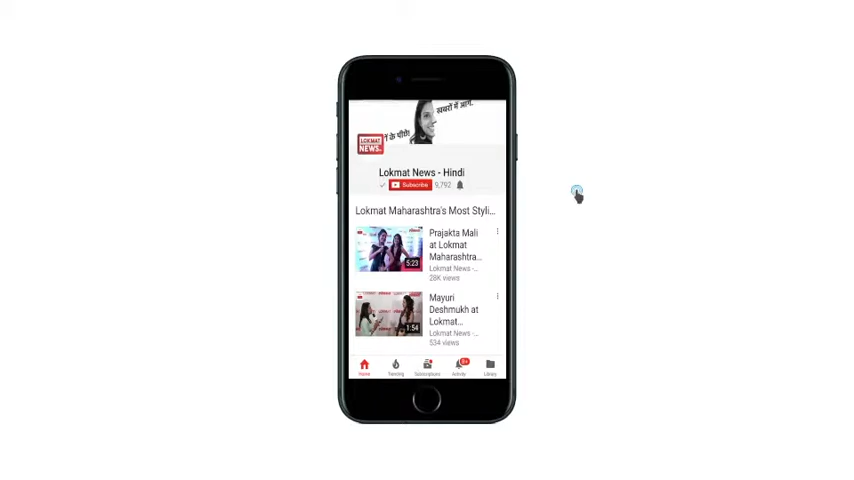 खबरों में आगे,
के पीछे!
LOKMAT
NEWS
Lokmat News - Hindi
Subscribe 9,792
Lokmat Maharashtra's Most Styli...
Prajakta Mali
at Lokmat
Maharashtra...
Lokmat News -...
28K views
5:23
Mayuri
Deshmukh at
Lokmat...
Lokmat News -...
534 views
1:54
Home Trending Subscriptions Activity Library